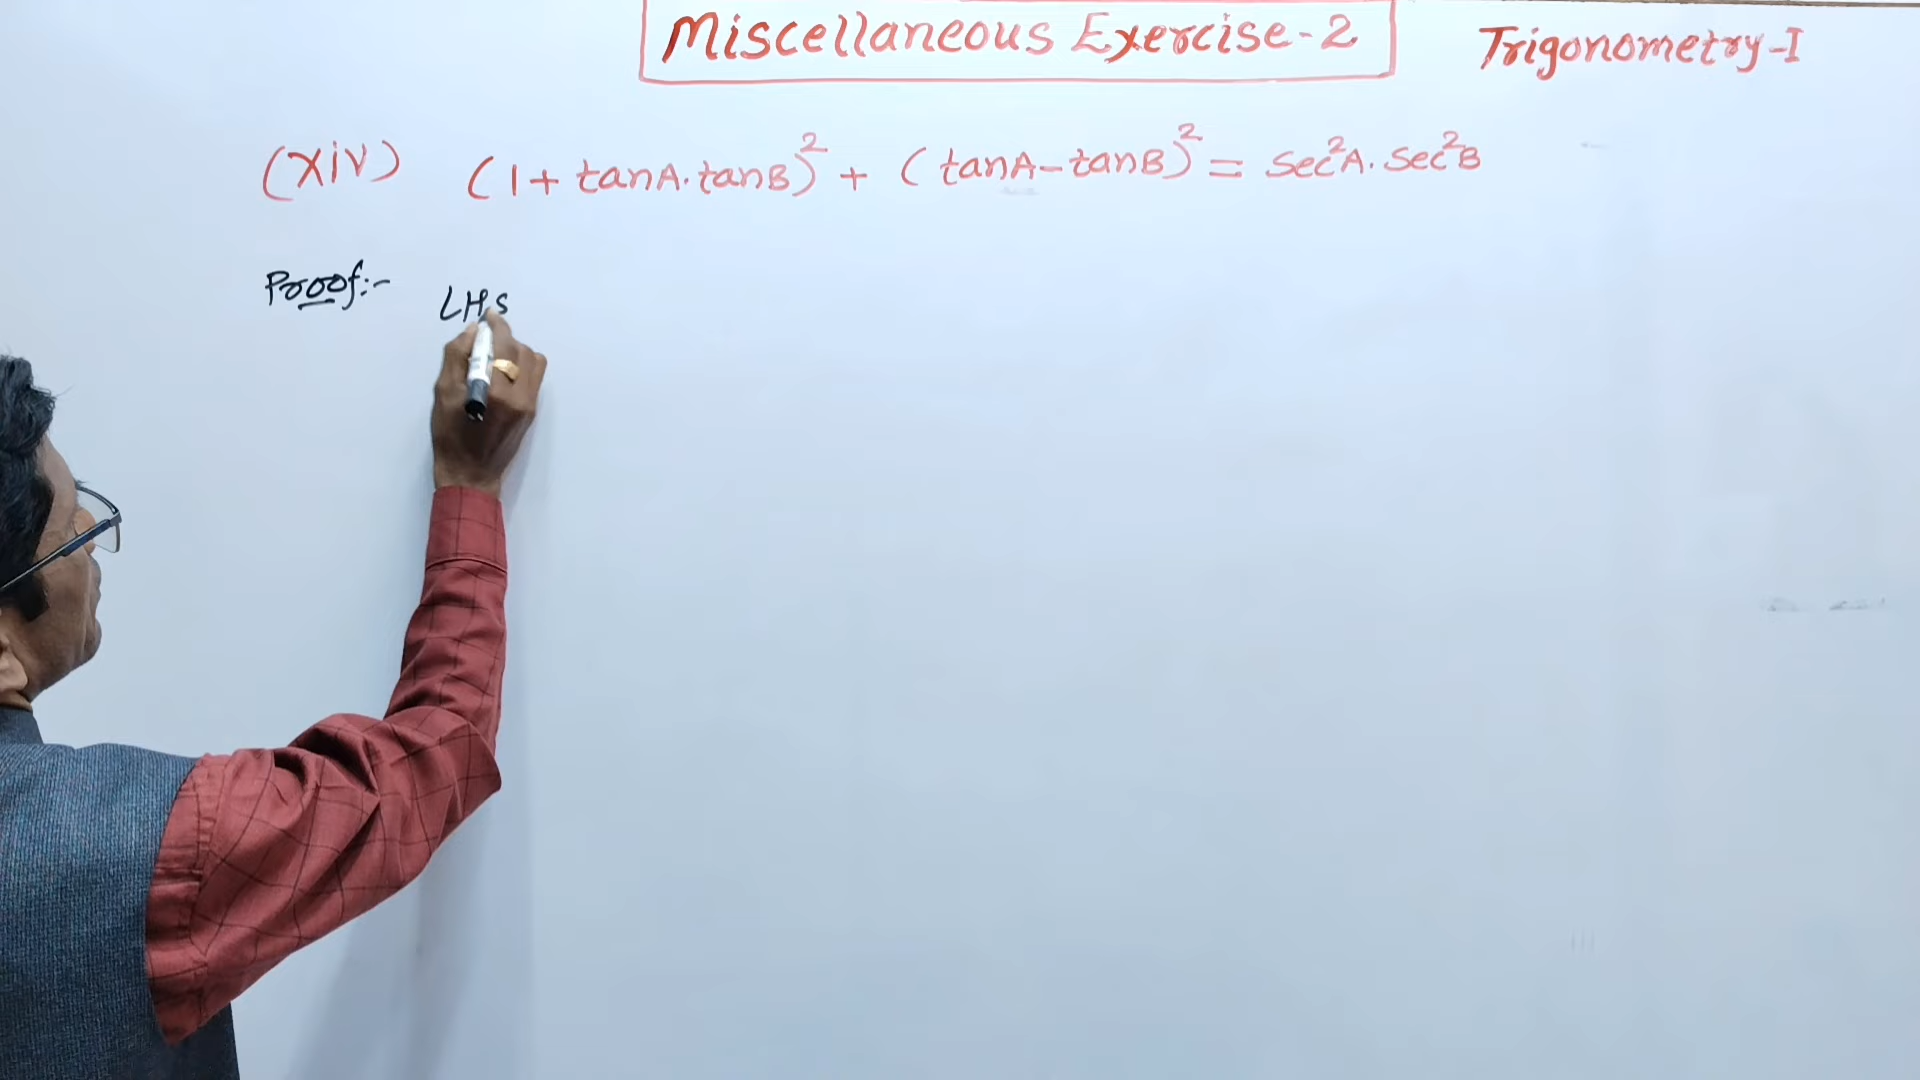 Miscellaneous Exercise-2
Trigonometry-I
(xiv) (1+ tanA.tanB)² + (tanA-tanB)² = Sec²A. Sec²B
Proof:- LHS